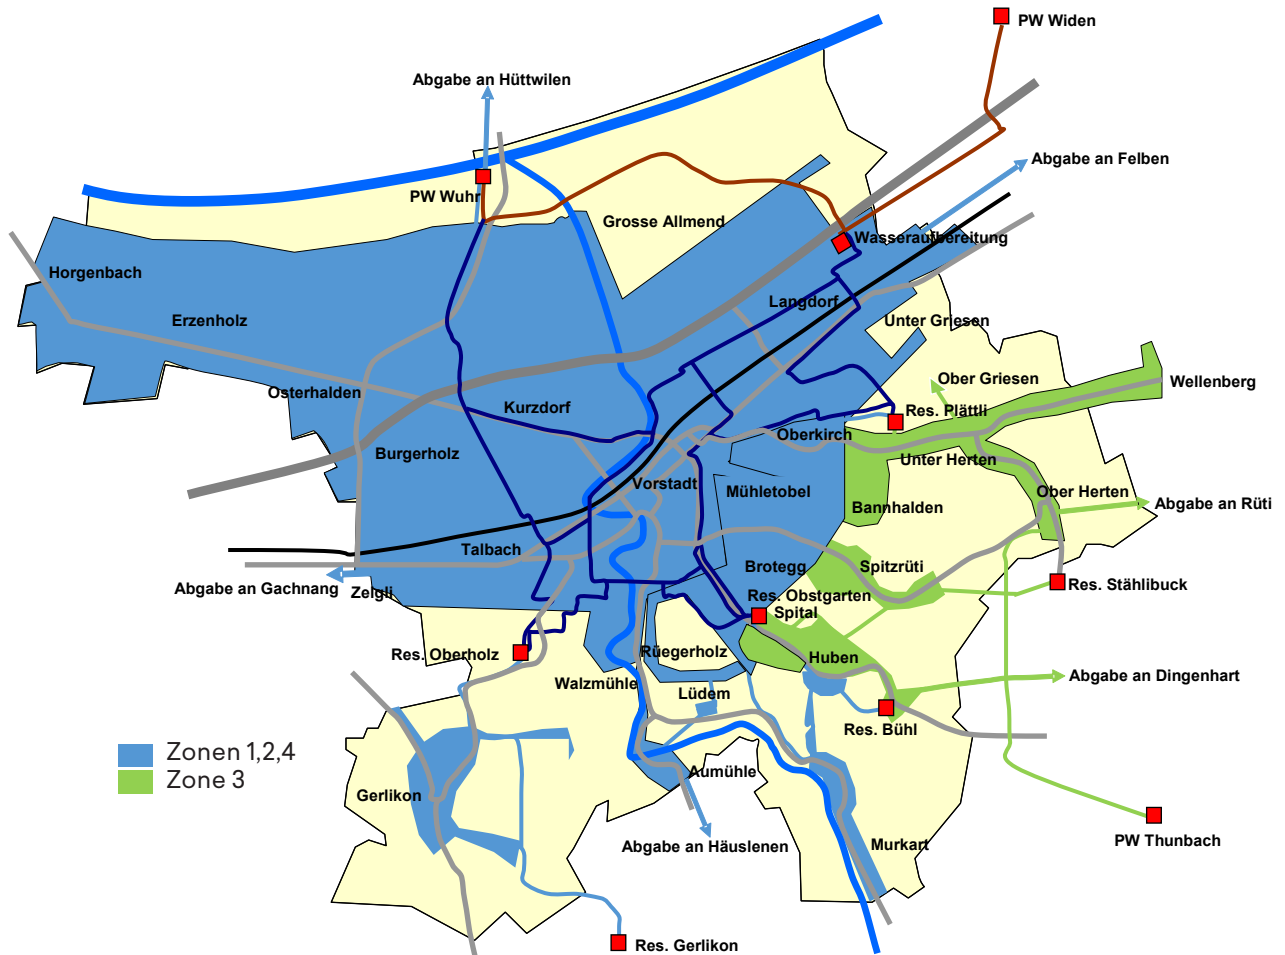 PW Widen
Abgabe an Hüttwilen
Abgabe an Felben
PW Wuhr
Grosse Allmend
Wasseraufbereitung
Horgenbach
Langdorf
Erzenholz
Unter Griesen
Ober Griesen
Wellenberg
Osterhalden
Kurzdorf
Res. Plättli
Oberkirch
Burgerholz
Unter Herten
Vorstadt
Mühletobel
Ober Herten
Abgabe an Rüti
Bannhalden
Talbach
Brotegg
Spitzrüti
Abgabe an Gachnang
Zelgli
Res. Stählibuck
Res. Obstgarten
Spital
Res. Oberholz
Rüegerholz
Huben
Abgabe an Dingenhart
Walzmühle
Lüdem
Res. Bühl
Zonen 1,2,4
Zone 3
Aumühle
Gerlikon
Abgabe an Häuslenen
Murkart
PW Thunbach
Res. Gerlikon